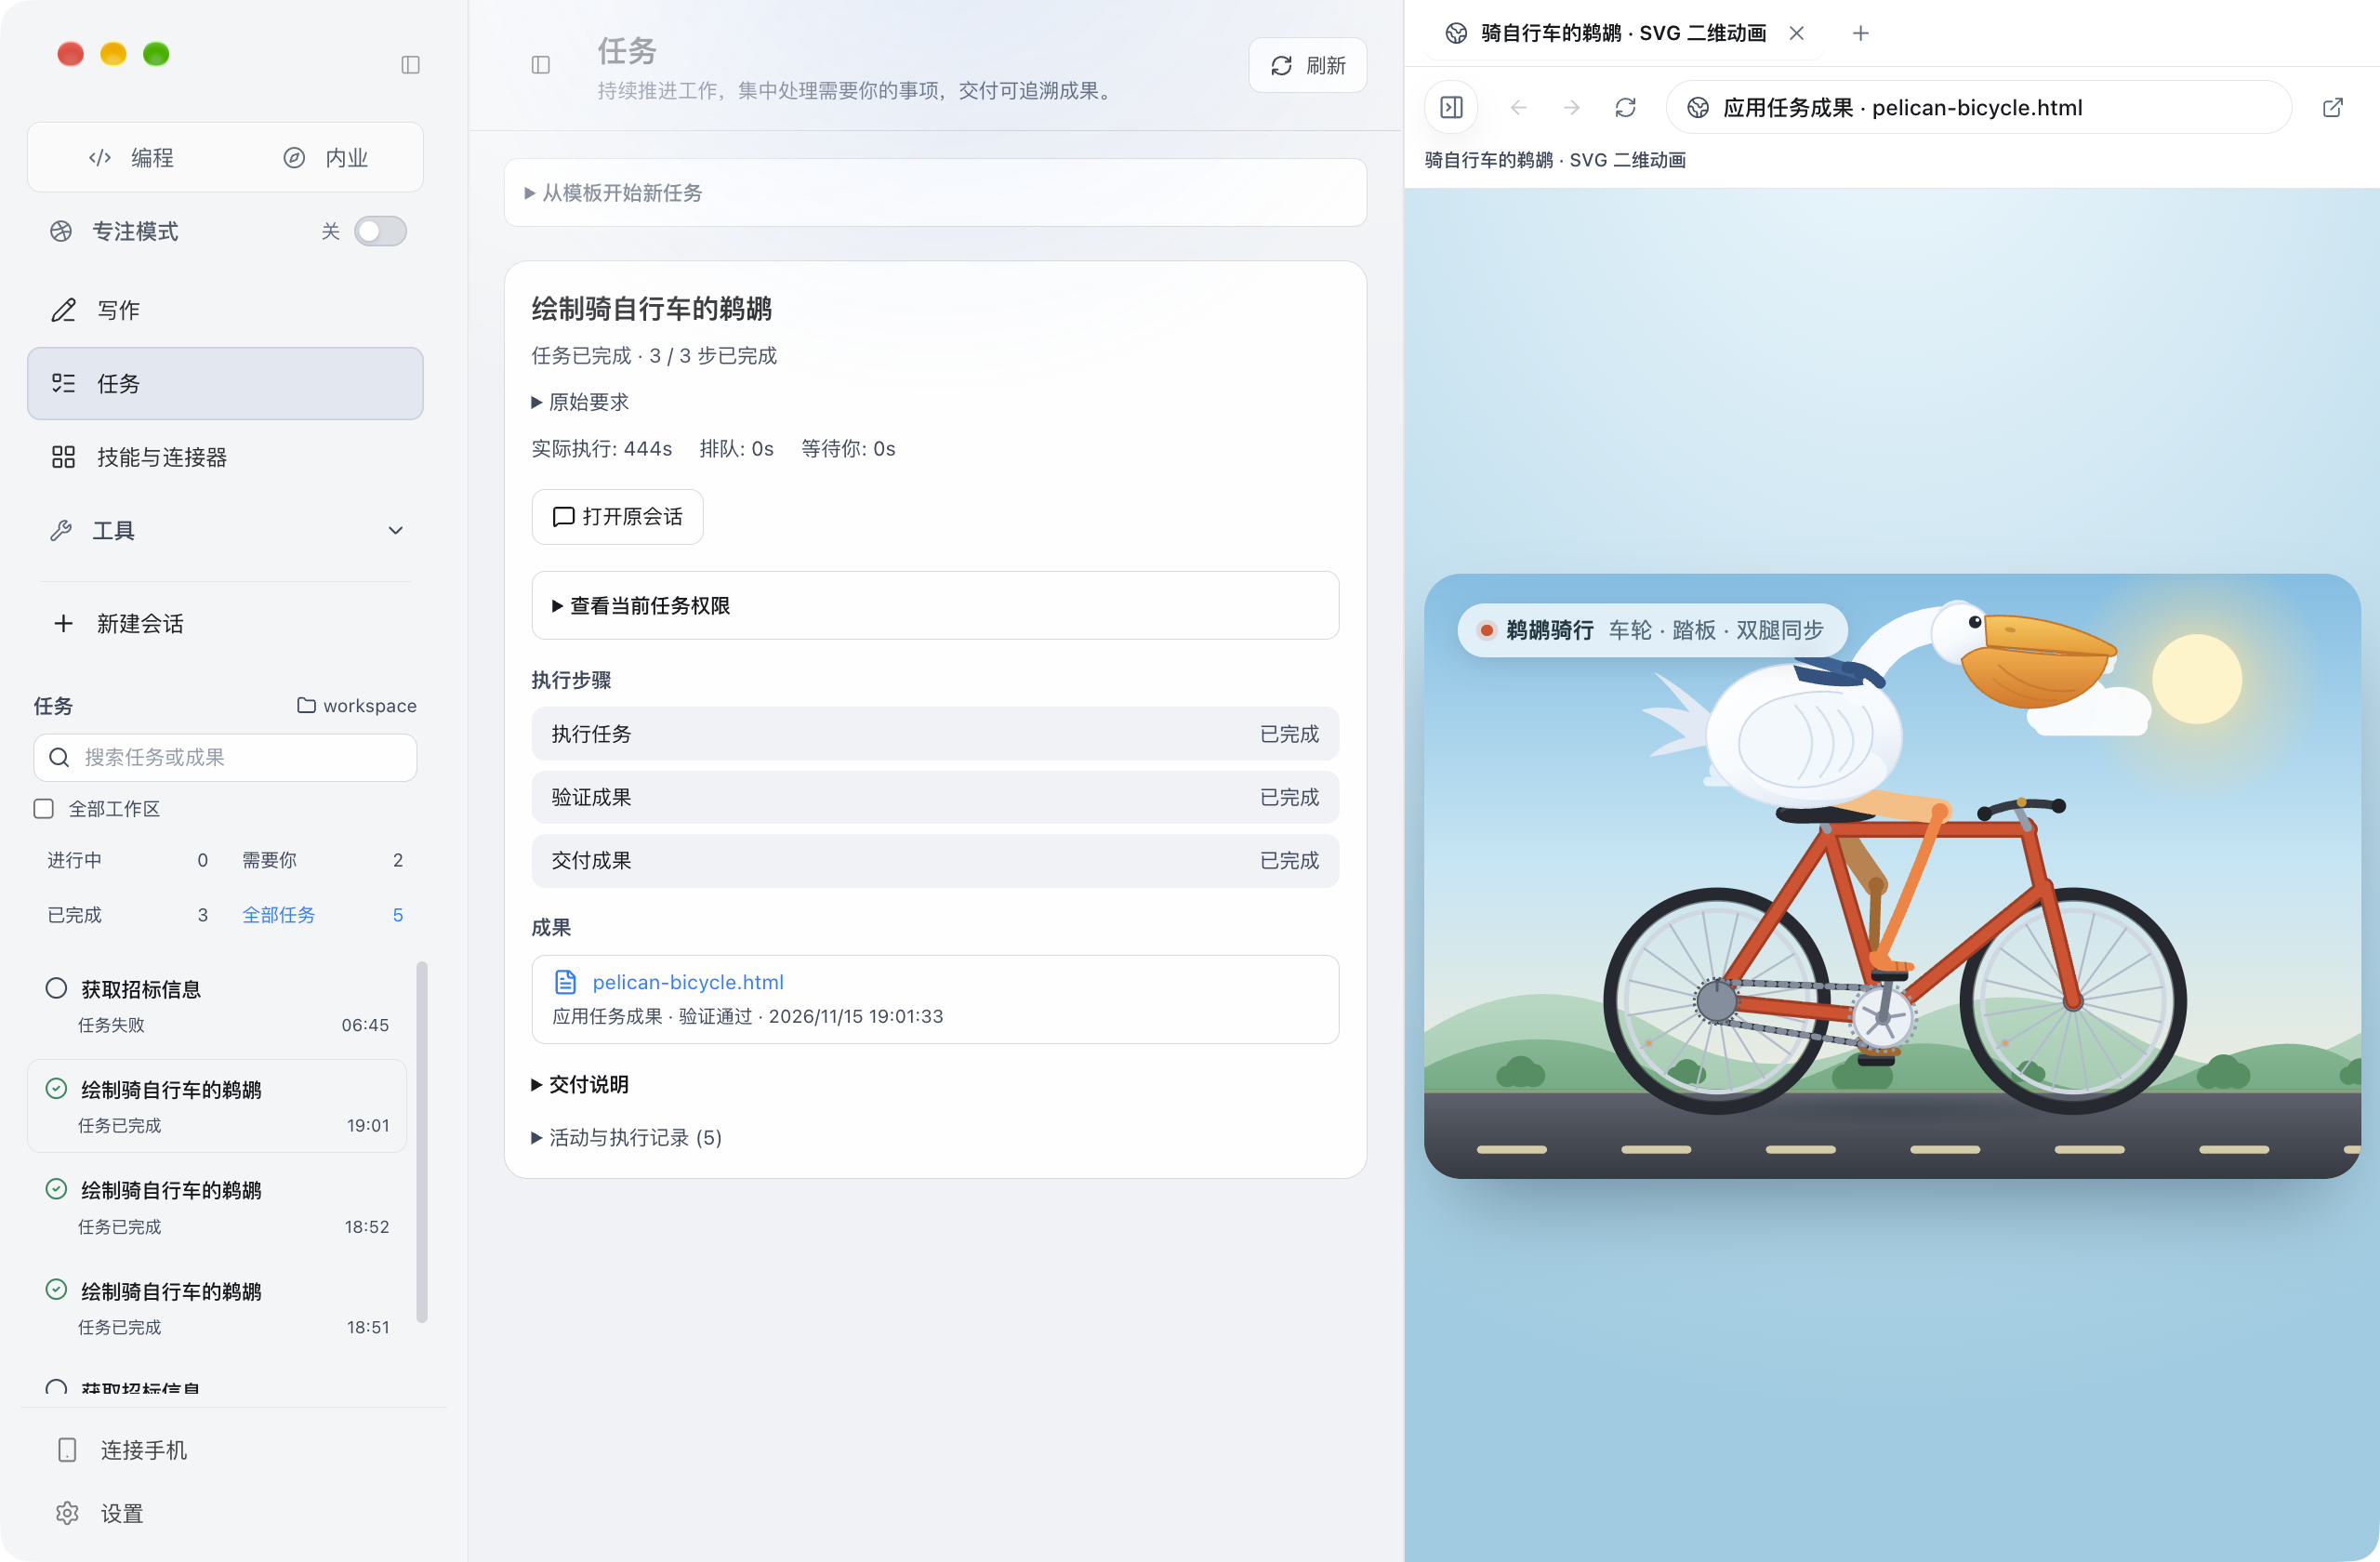 编程
内业
专注模式
关
写作
任务
技能与连接器
工具
新建会话
任务
workspace
搜索任务或成果
全部工作区
进行中 0
需要你 2
已完成 3
全部任务 5
获取招标信息
任务失败 06:45
绘制骑自行车的鹈鹕
任务已完成 19:01
绘制骑自行车的鹈鹕
任务已完成 18:52
绘制骑自行车的鹈鹕
任务已完成 18:51
获取招标信息
连接手机
设置
任务
持续推进工作，集中处理需要你的事项，交付可追溯成果。
刷新
从模板开始新任务
绘制骑自行车的鹈鹕
任务已完成 · 3 / 3 步已完成
原始要求
实际执行: 444s 排队: 0s 等待你: 0s
打开原会话
查看当前任务权限
执行步骤
执行任务 已完成
验证成果 已完成
交付成果 已完成
成果
pelican-bicycle.html
应用任务成果 · 验证通过 · 2026/11/15 19:01:33
交付说明
活动与执行记录 (5)
骑自行车的鹈鹕 · SVG 二维动画
应用任务成果 · pelican-bicycle.html
骑自行车的鹈鹕 · SVG 二维动画
鹈鹕骑行 车轮 · 踏板 · 双腿同步